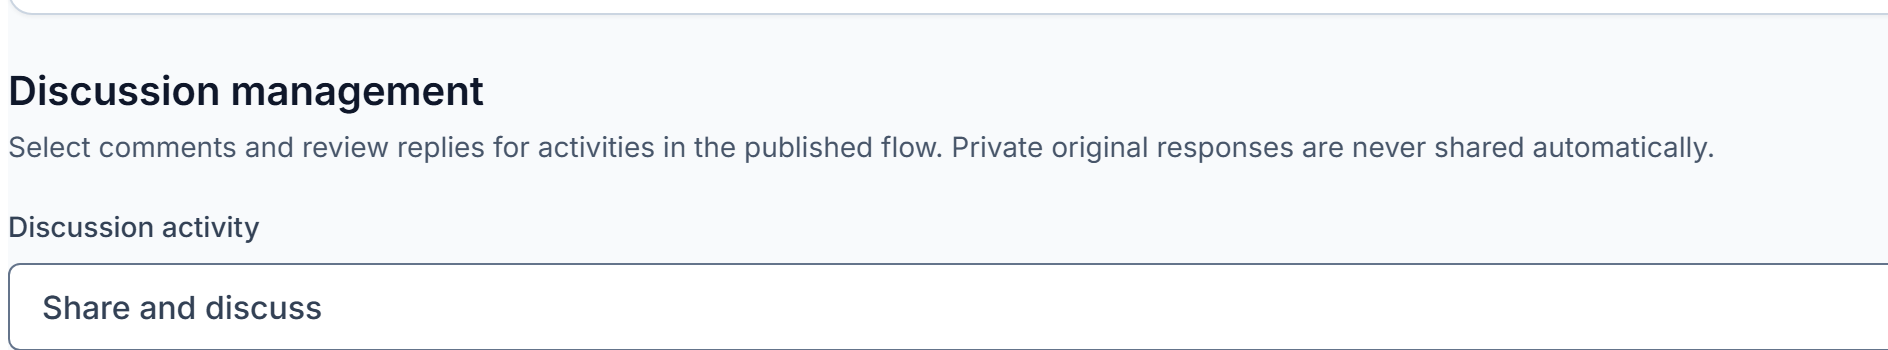 Discussion management
Select comments and review replies for activities in the published flow. Private original responses are never shared automatically.
Discussion activity
Share and discuss